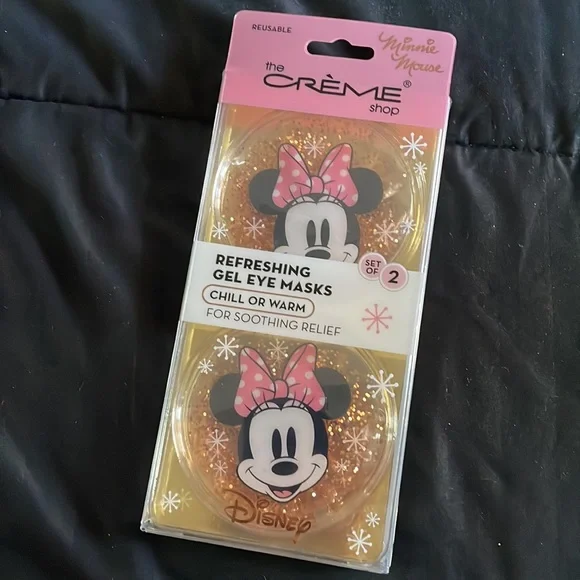 REUSABLE
Minnie
Mouse
the
CRÈME®
shop
REFRESHING
GEL EYE MASKS
SET
OF 2
CHILL OR WARM
FOR SOOTHING RELIEF
Disney